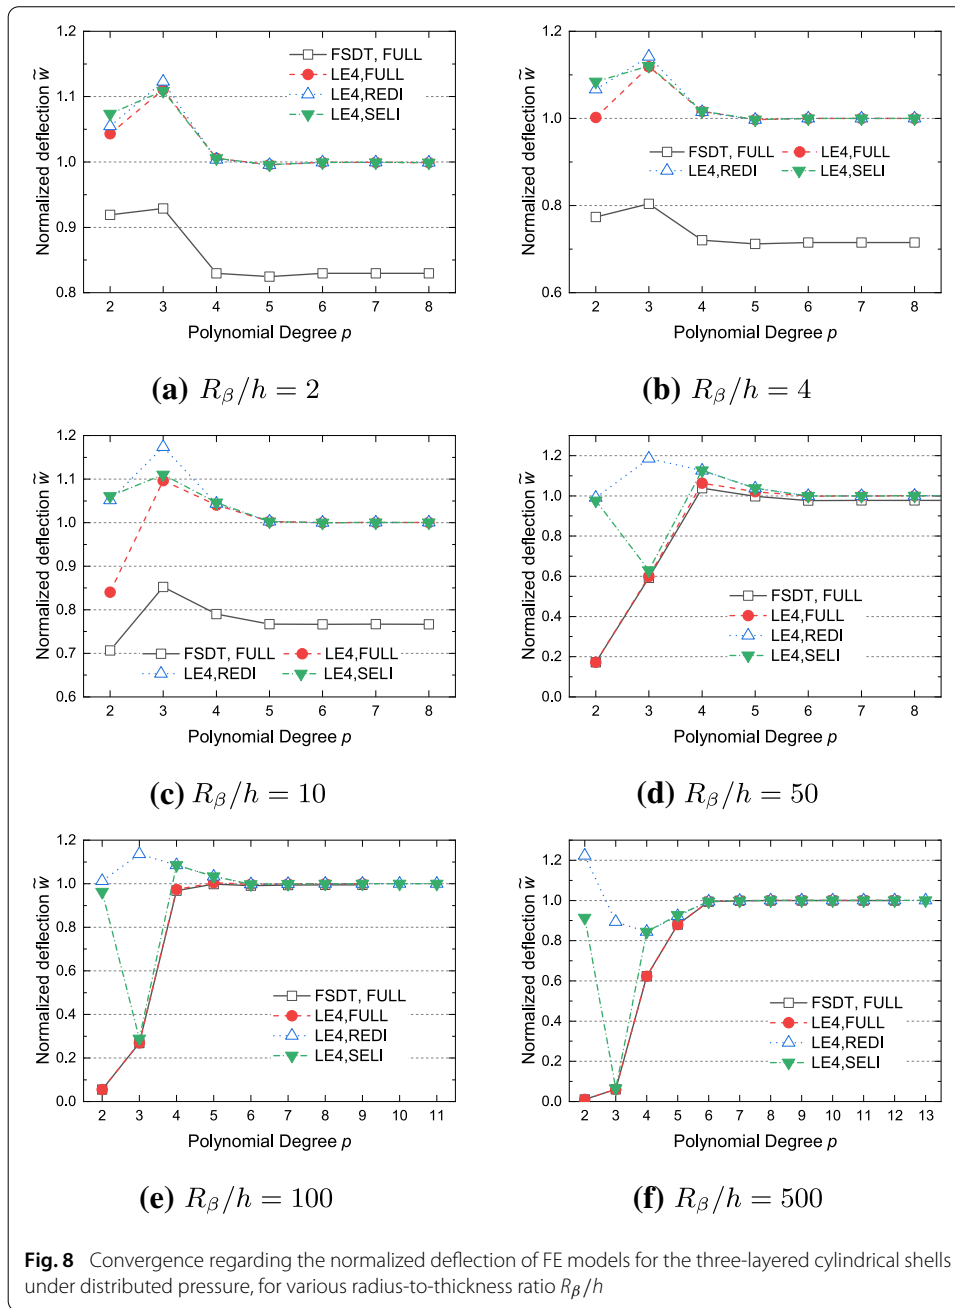 1.2
1.1
1.0
0.9
0.8
Normalized deflection w̃
FSDT, FULL
LE4,FULL
LE4,REDI
LE4,SELI
2 3 4 5 6 7 8
Polynomial Degree p
(a) Rβ/h = 2
1.2
1.0
0.8
0.6
Normalized deflection w̃
FSDT, FULL LE4,FULL
LE4,REDI LE4,SELI
2 3 4 5 6 7 8
Polynomial Degree p
(b) Rβ/h = 4
1.2
1.1
1.0
0.9
0.8
0.7
0.6
Normalized deflection w̃
FSDT, FULL LE4,FULL
LE4,REDI LE4,SELI
2 3 4 5 6 7 8
Polynomial Degree p
(c) Rβ/h = 10
1.2
1.0
0.8
0.6
0.4
0.2
0.0
Normalized deflection w̃
FSDT, FULL
LE4,FULL
LE4,REDI
LE4,SELI
2 3 4 5 6 7 8
Polynomial Degree p
(d) Rβ/h = 50
1.2
1.0
0.8
0.6
0.4
0.2
0.0
Normalized deflection w̃
FSDT, FULL
LE4,FULL
LE4,REDI
LE4,SELI
2 3 4 5 6 7 8 9 10 11
Polynomial Degree p
(e) Rβ/h = 100
1.2
1.0
0.8
0.6
0.4
0.2
0.0
Normalized deflection w̃
FSDT, FULL
LE4,FULL
LE4,REDI
LE4,SELI
2 3 4 5 6 7 8 9 10 11 12 13
Polynomial Degree p
(f) Rβ/h = 500
Fig. 8 Convergence regarding the normalized deflection of FE models for the three-layered cylindrical shells
under distributed pressure, for various radius-to-thickness ratio Rβ/h